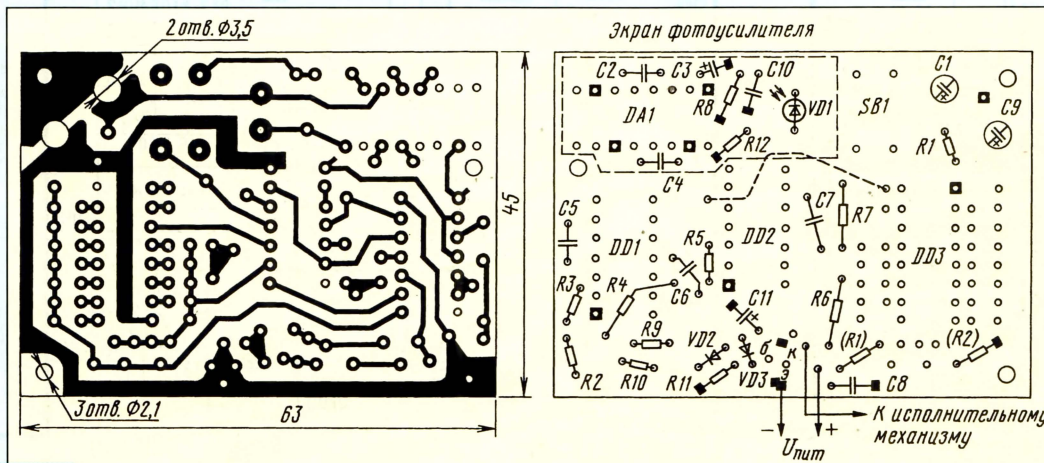 2 отв. Ф3,5
45
3 отв. Ф2,1
63
Экран фотоусилителя
C2
C3
C10
DA1
R8
VD1
SB1
C1
C9
R12
R1
C4
C5
C7
R7
DD1
R5
DD2
DD3
R3
R4
C6
C11
R6
R9
VD2
б
к
э
(R1)
(R2)
R2
R10
R11
VD3
C8
−
+
К исполнительному
механизму
Uпит